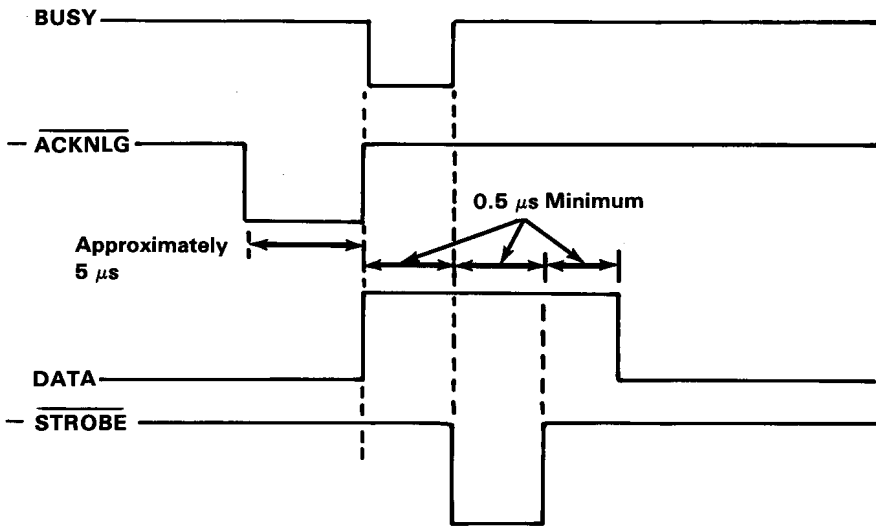 BUSY
— ACKNLG
0.5 μs Minimum
Approximately
5 μs
DATA
— STROBE